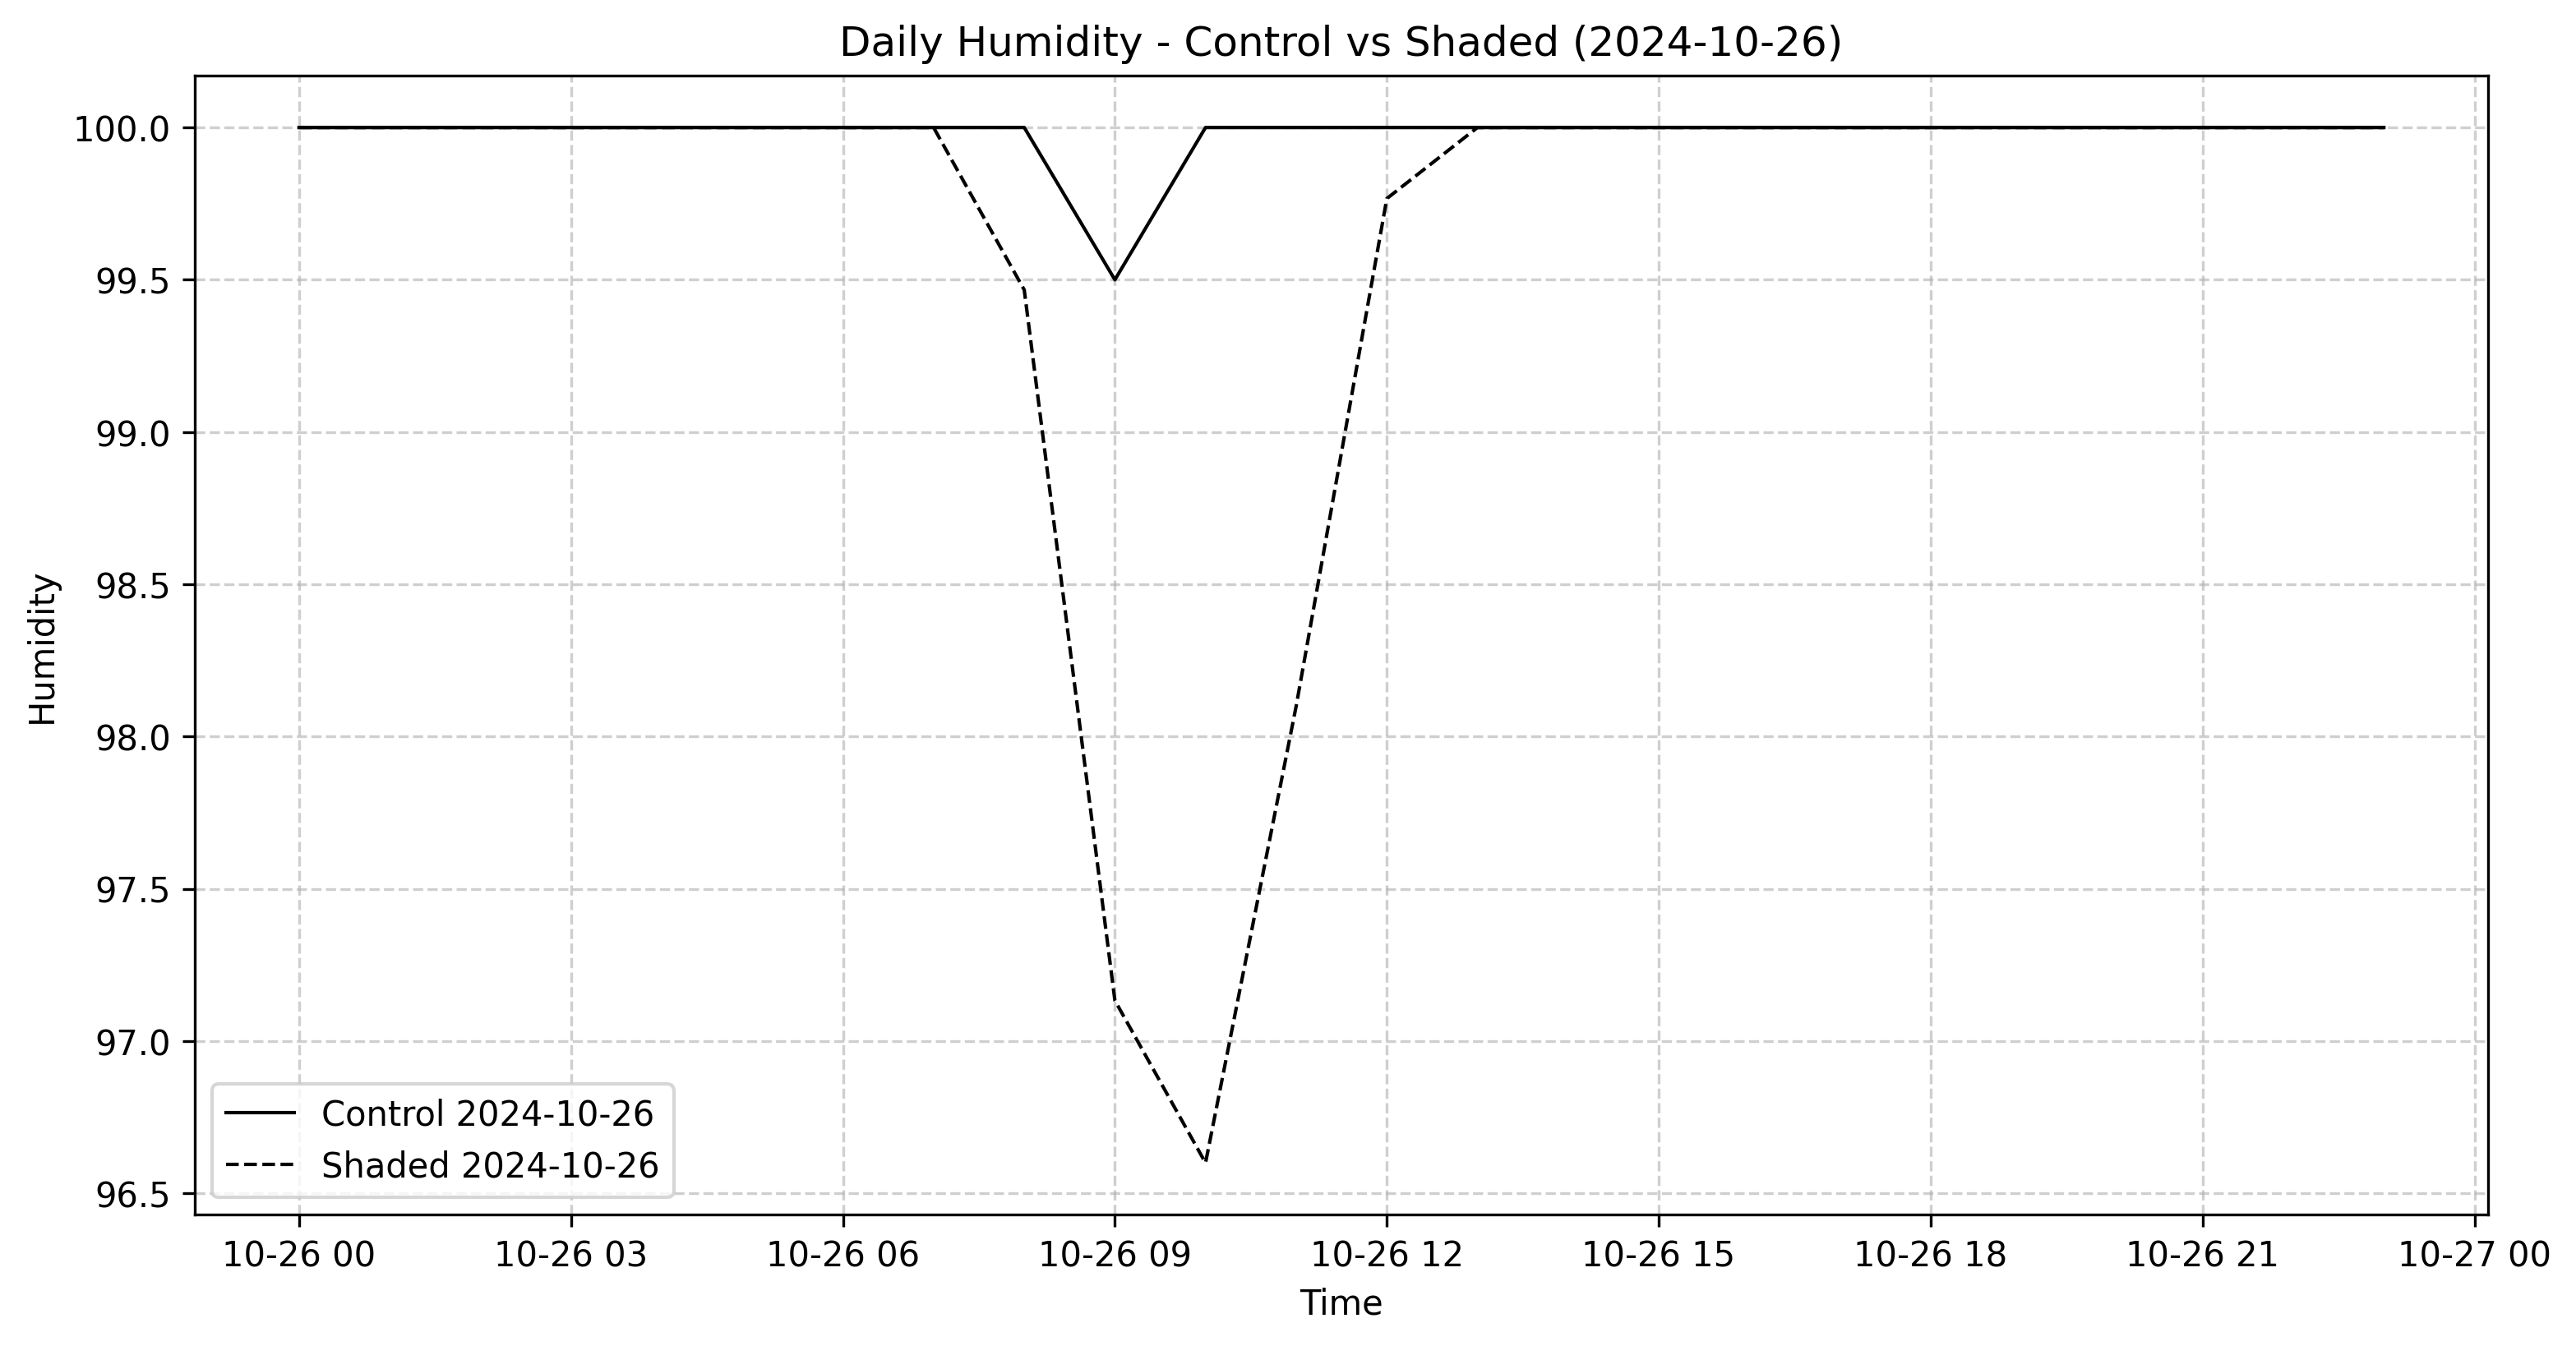 Daily Humidity - Control vs Shaded (2024-10-26)
100.0
99.5
99.0
98.5
98.0
97.5
97.0
96.5
Humidity
Control 2024-10-26
Shaded 2024-10-26
10-26 00 10-26 03 10-26 06 10-26 09 10-26 12 10-26 15 10-26 18 10-26 21 10-27 00
Time